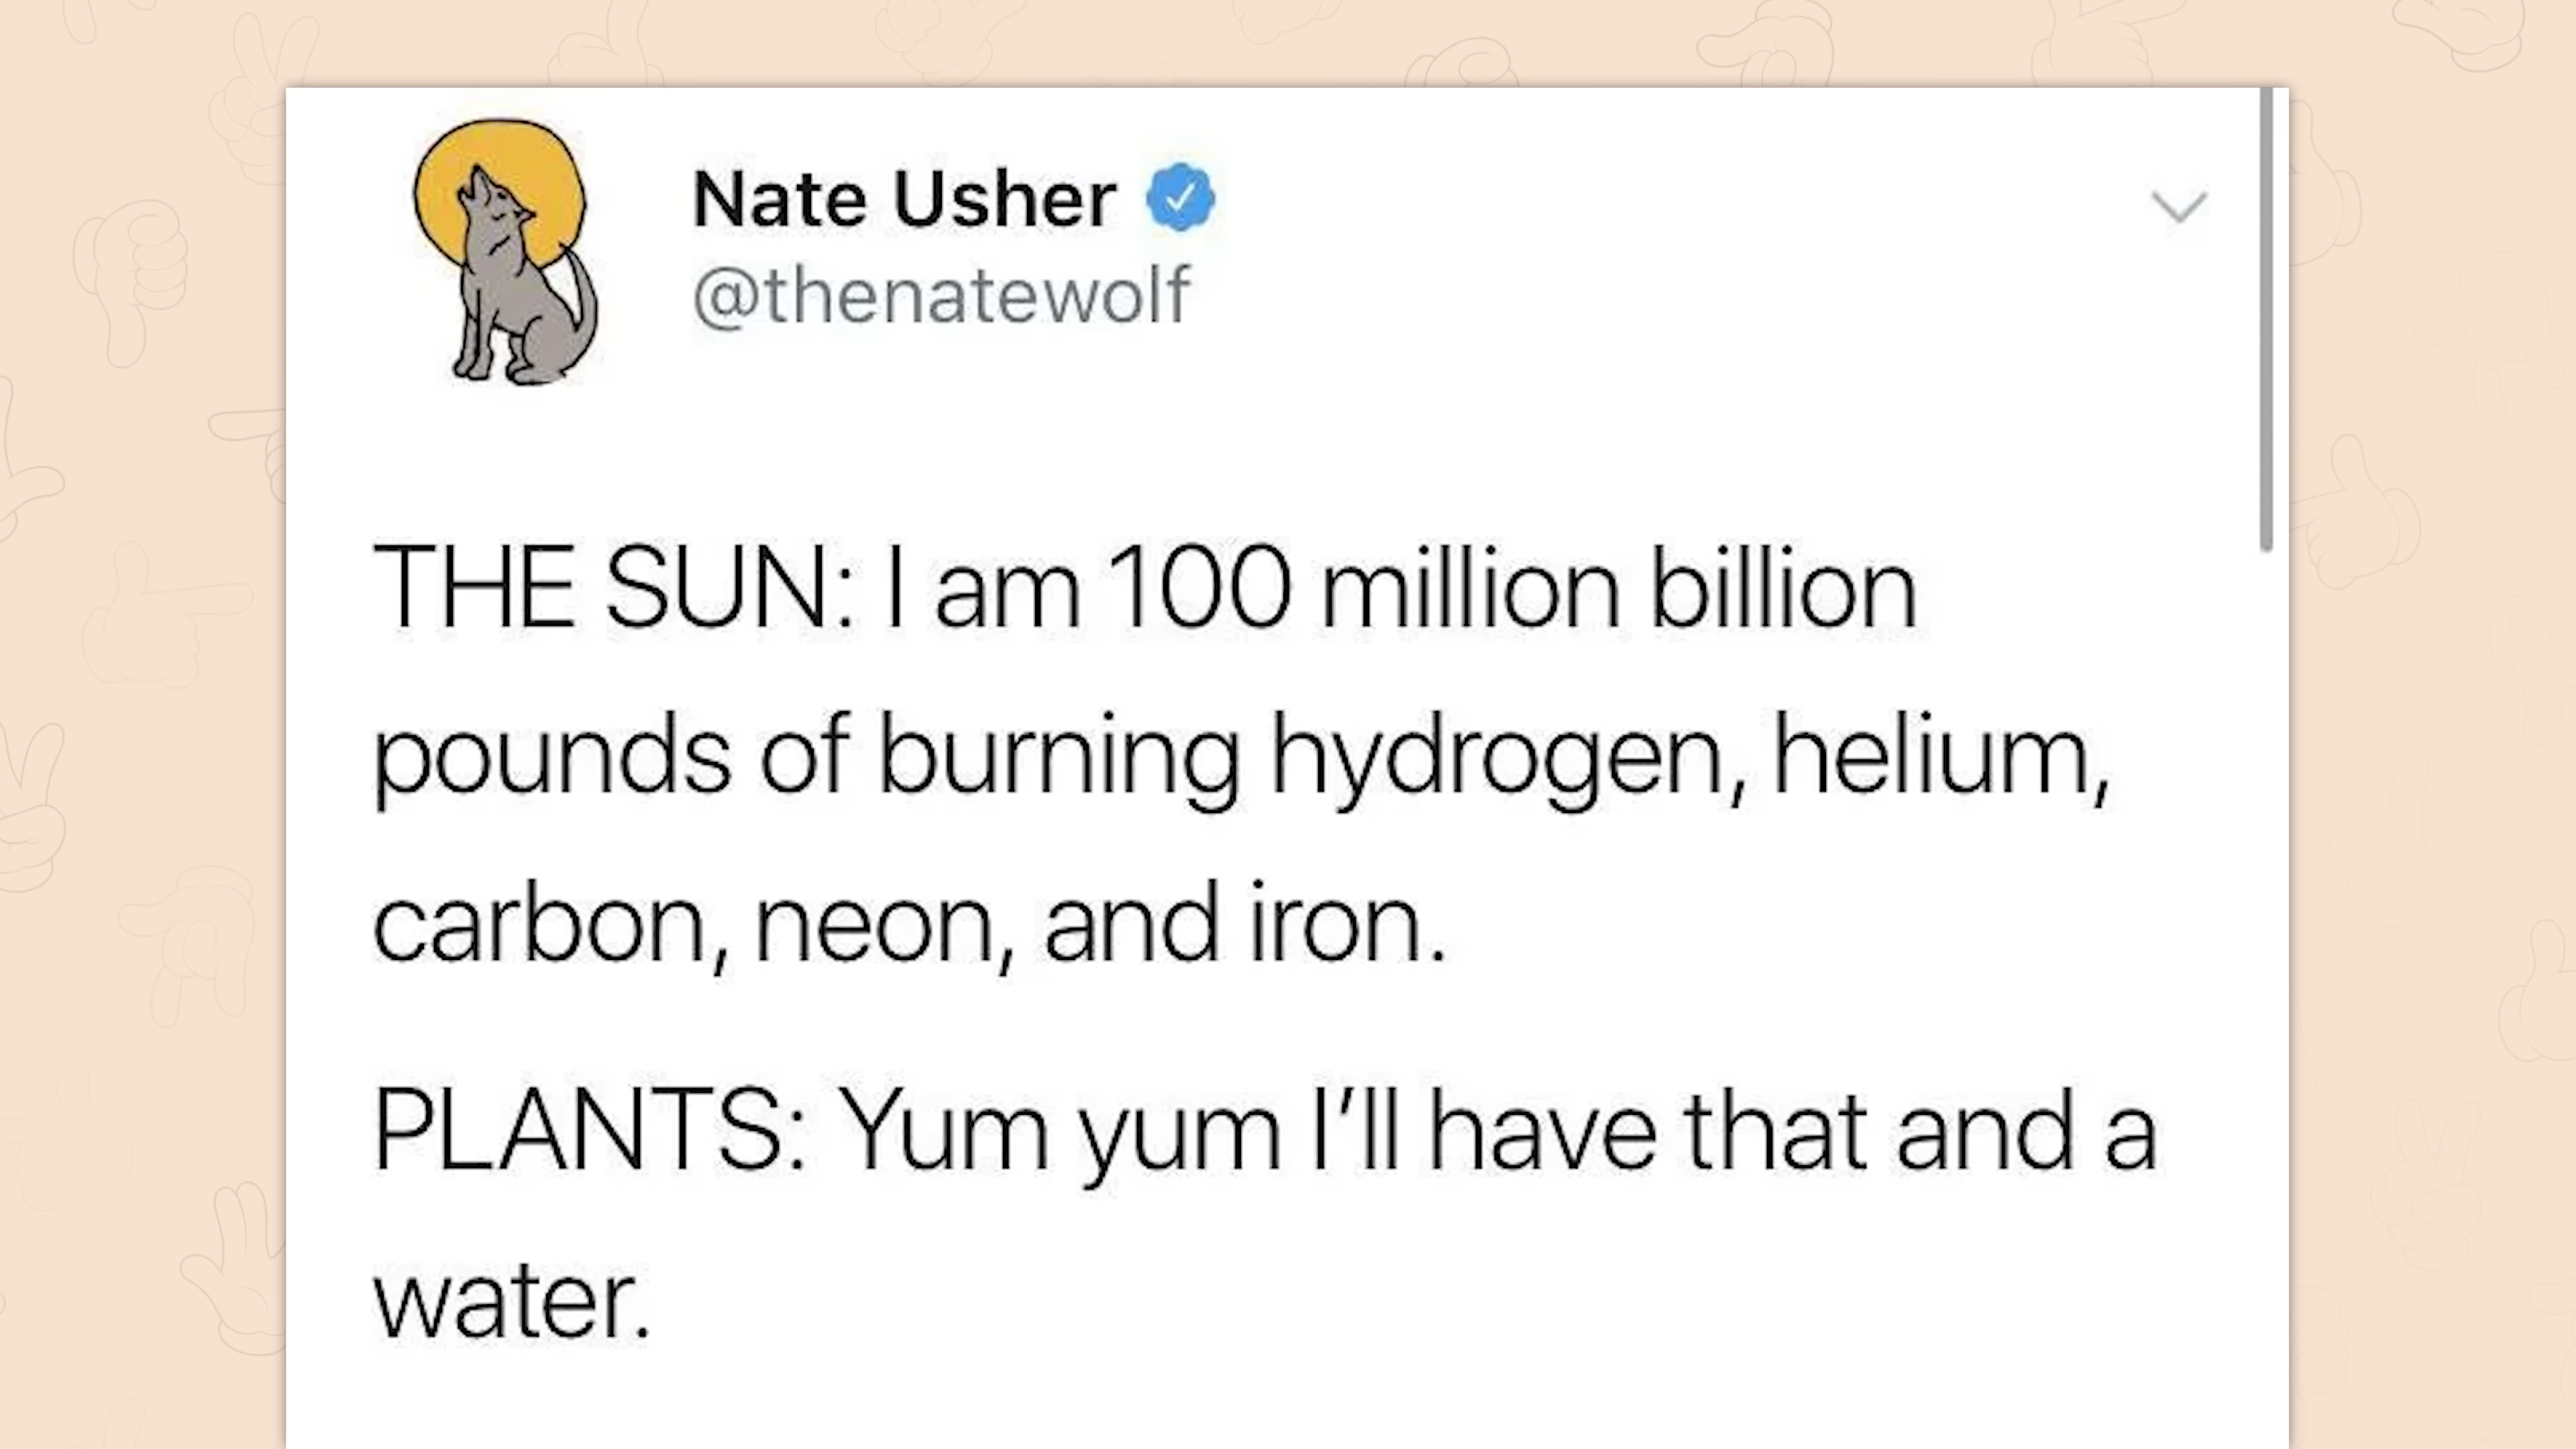 Nate Usher
@thenatewolf
THE SUN: I am 100 million billion
pounds of burning hydrogen, helium,
carbon, neon, and iron.
PLANTS: Yum yum I’ll have that and a
water.